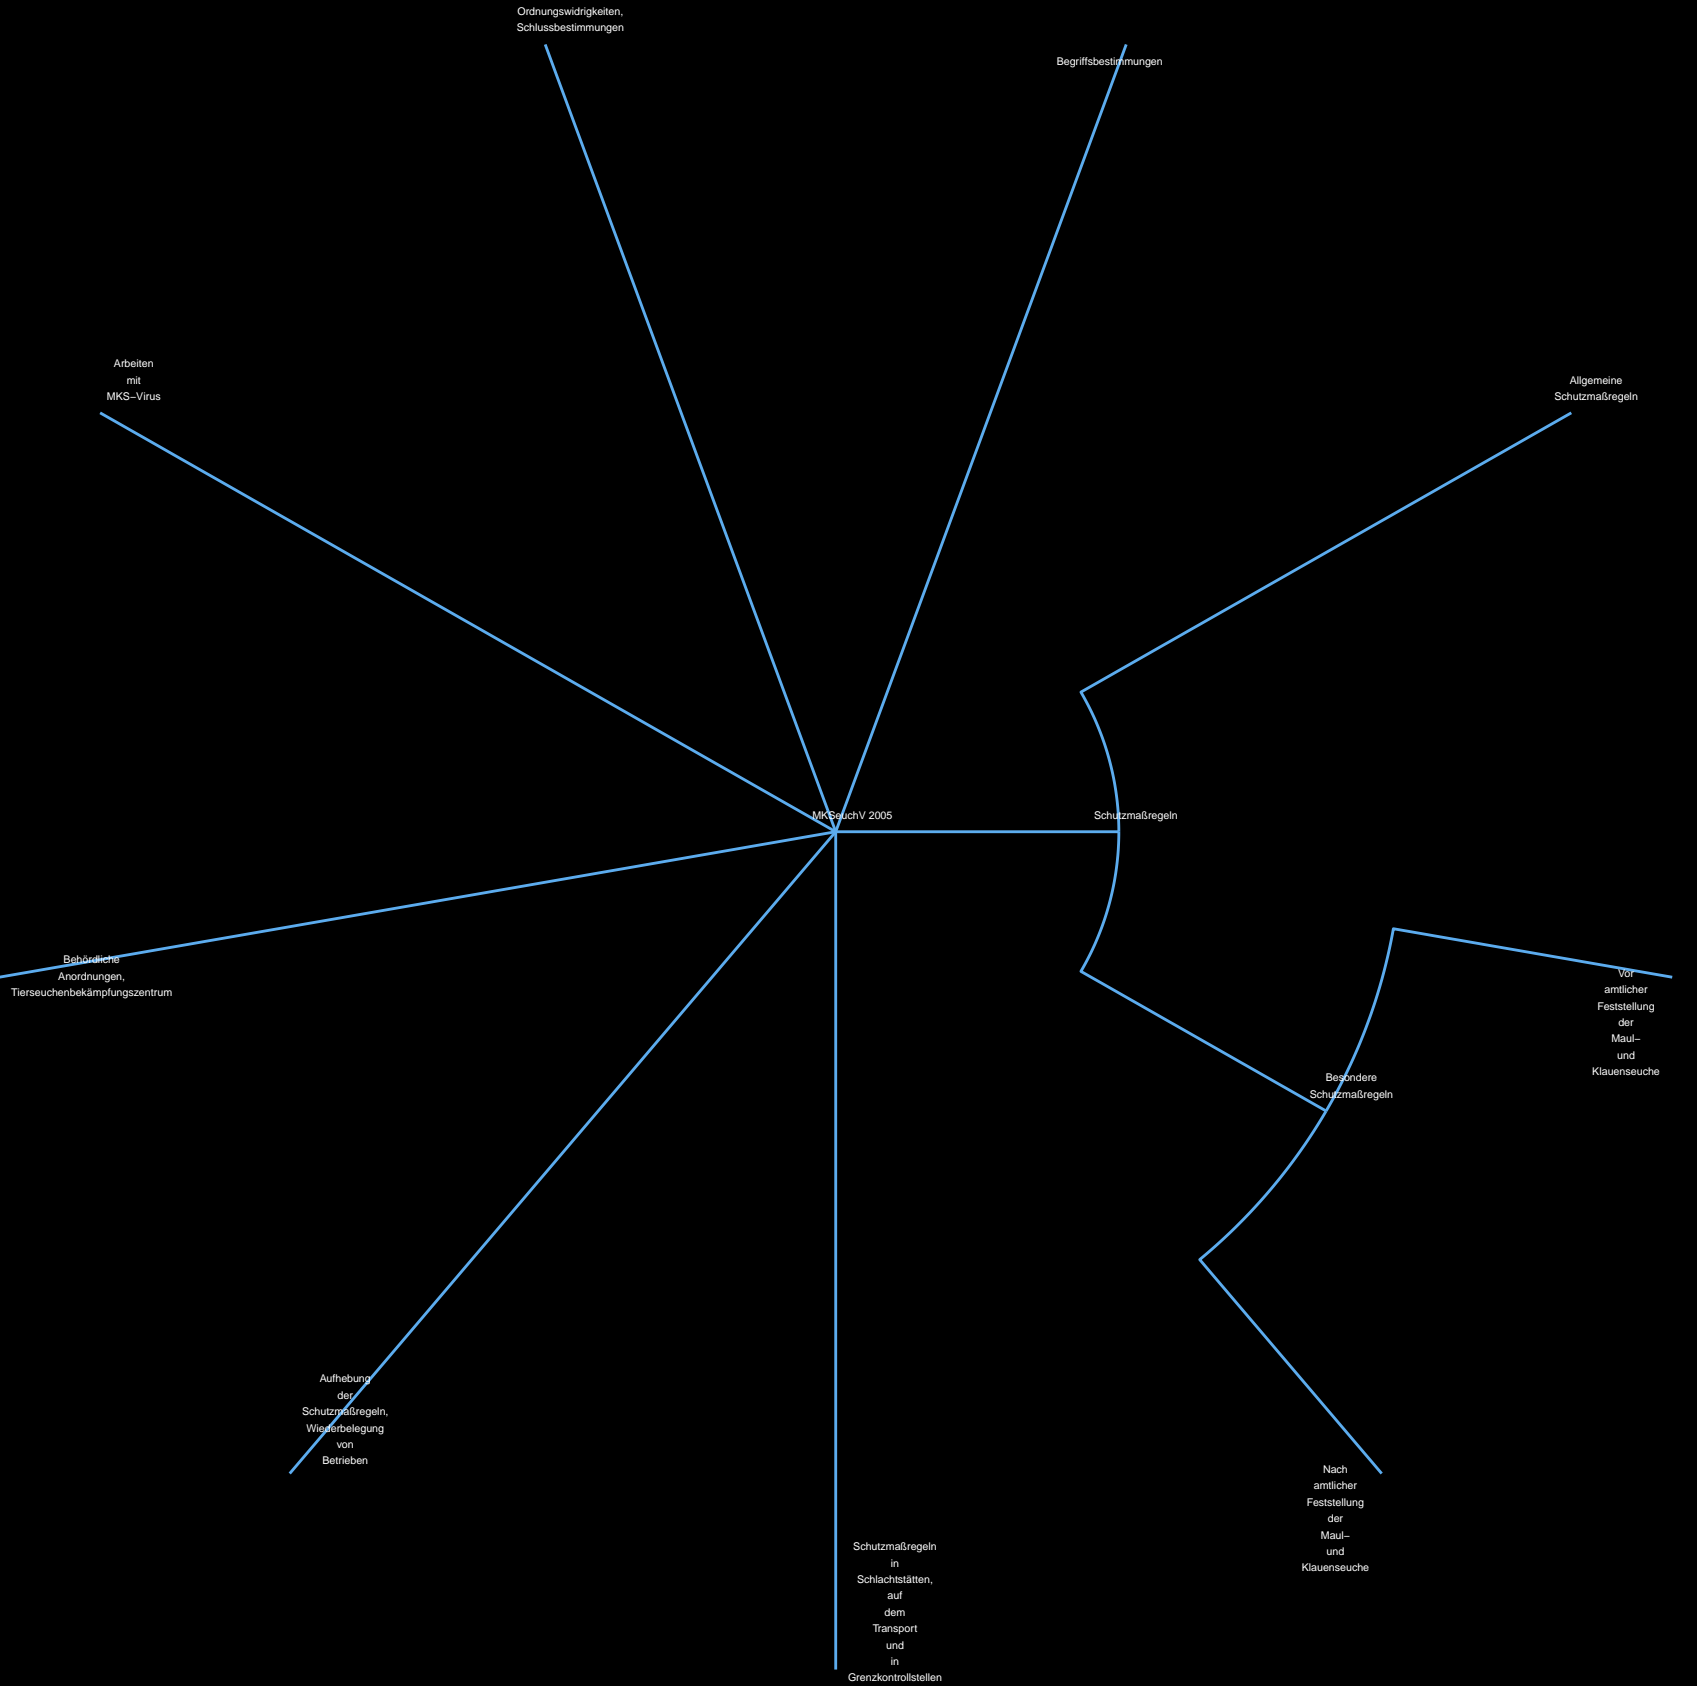 Ordnungswidrigkeiten,
Schlussbestimmungen
Begriffsbestimmungen
Arbeiten
mit
MKS−Virus
Allgemeine
Schutzmaßregeln
MKSeuchV 2005
Schutzmaßregeln
Behördliche
Anordnungen,
Tierseuchenbekämpfungszentrum
Vor
amtlicher
Feststellung
der
Maul−
und
Klauenseuche
Besondere
Schutzmaßregeln
Aufhebung
der
Schutzmaßregeln,
Wiederbelegung
von
Betrieben
Nach
amtlicher
Feststellung
der
Maul−
und
Klauenseuche
Schutzmaßregeln
in
Schlachtstätten,
auf
dem
Transport
und
in
Grenzkontrollstellen